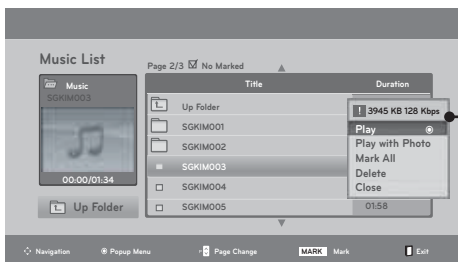 Music List
Page 2/3 ☑ No Marked
Music
SGKIM003
00:00/01:34
Up Folder
Title
Duration
Up Folder
SGKIM001
SGKIM002
SGKIM003
SGKIM004
SGKIM005
01:58
! 3945 KB 128 Kbps
Play
Play with Photo
Mark All
Delete
Close
Navigation
Popup Menu
Page Change
MARK Mark
Exit